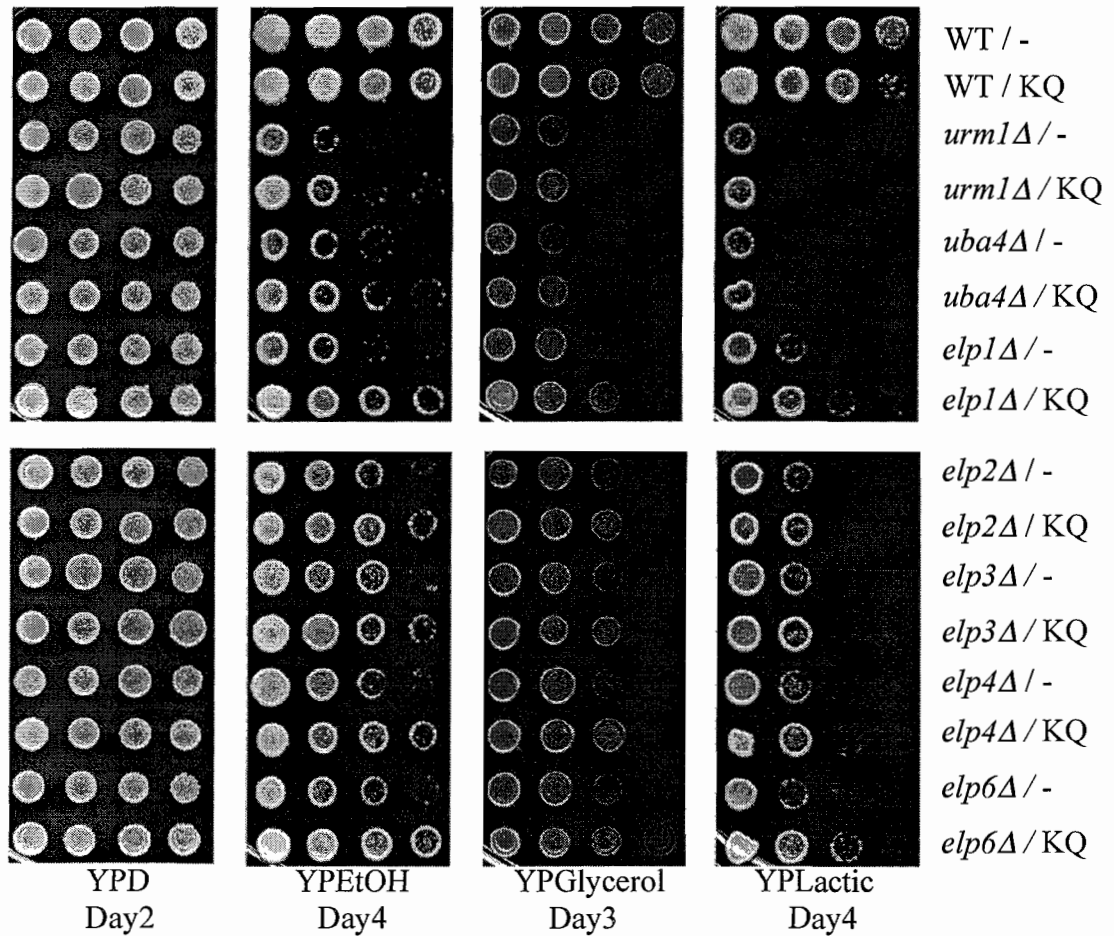 WT / -
WT / KQ
urm1Δ / -
urm1Δ / KQ
uba4Δ / -
uba4Δ / KQ
elp1Δ / -
elp1Δ / KQ
elp2Δ / -
elp2Δ / KQ
elp3Δ / -
elp3Δ / KQ
elp4Δ / -
elp4Δ / KQ
elp6Δ / -
elp6Δ / KQ
YPD YPEtOH YPGlycerol YPLactic
Day2 Day4 Day3 Day4